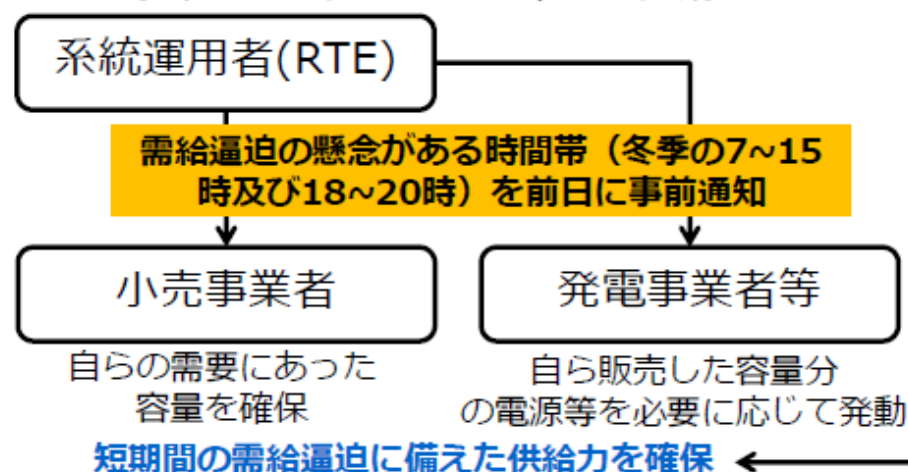 系統運用者(RTE)
需給逼迫の懸念がある時間帯（冬季の7~15
時及び18~20時）を前日に事前通知
小売事業者
発電事業者等
自らの需要にあった
容量を確保
自ら販売した容量分
の電源等を必要に応じて発動
短期間の需給逼迫に備えた供給力を確保